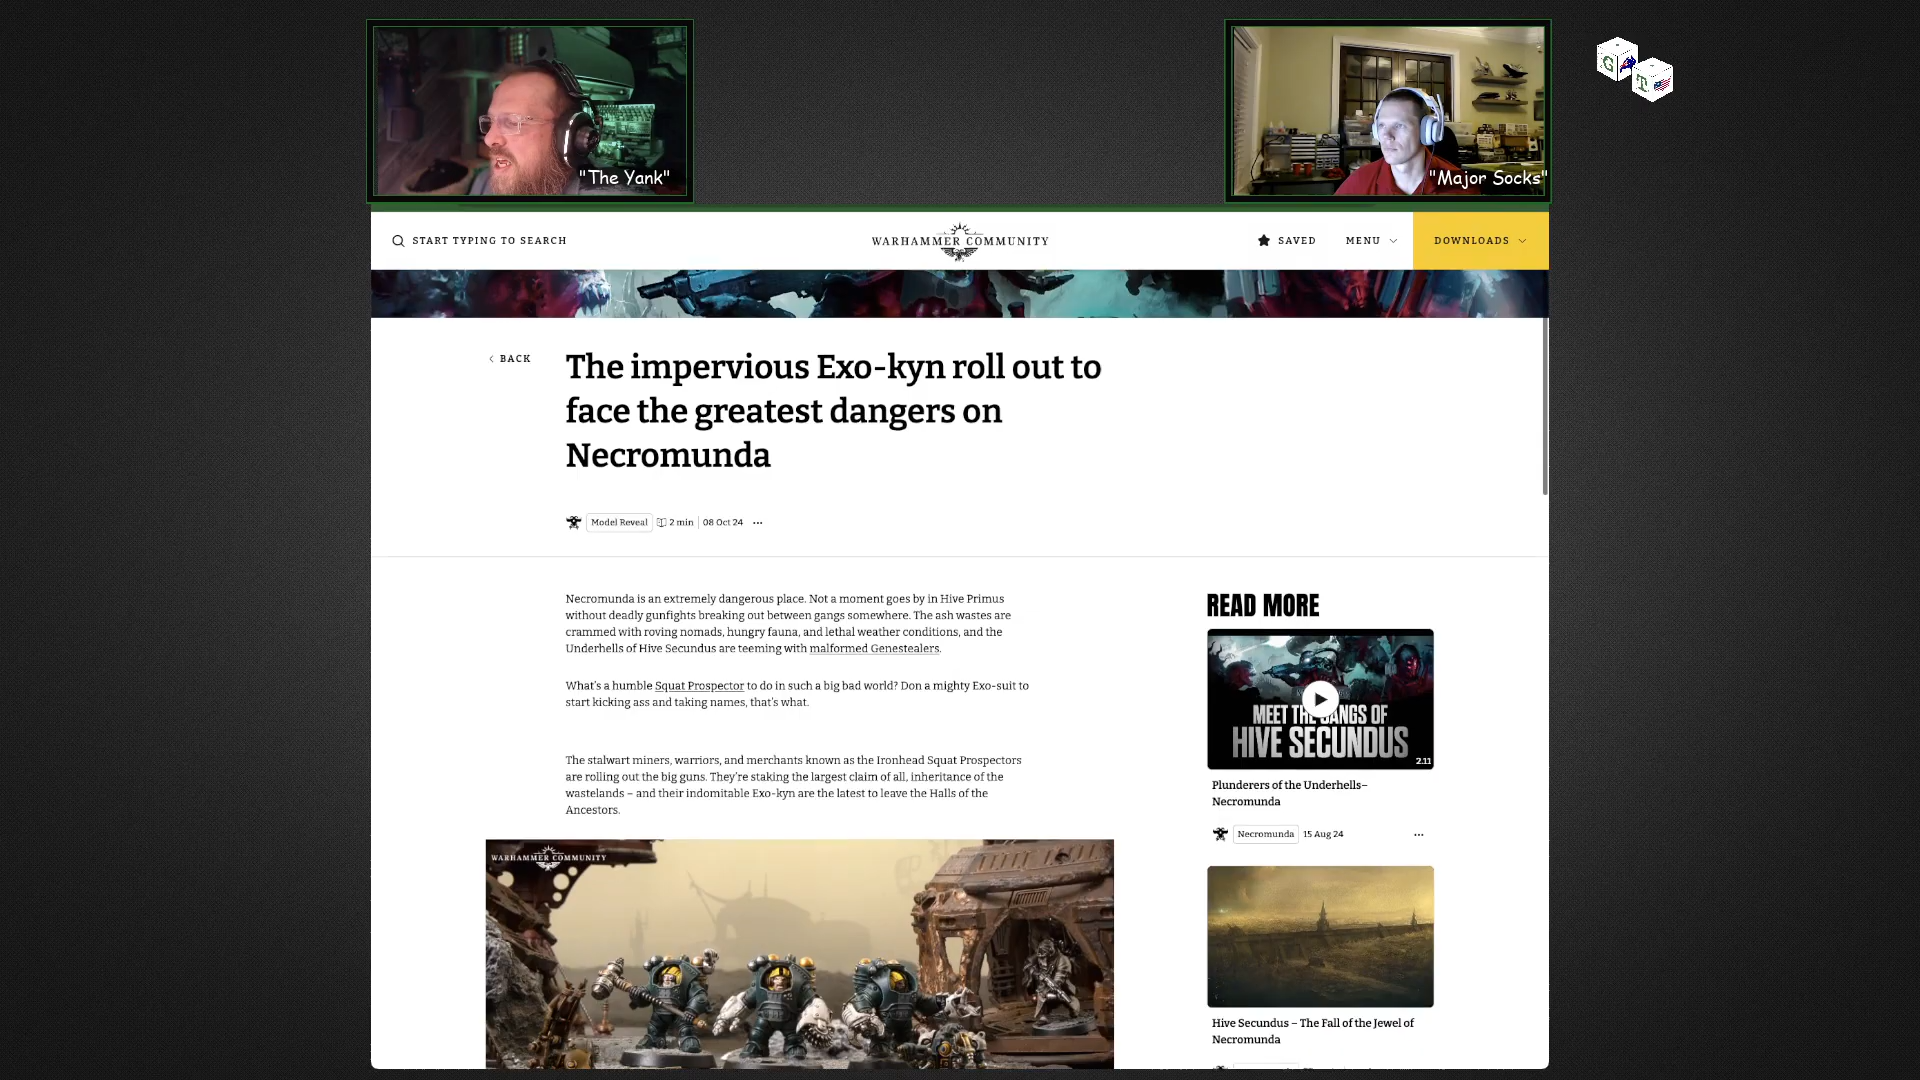 "The Yank"
"Major Socks"
G
T
START TYPING TO SEARCH
WARHAMMER COMMUNITY
SAVED
MENU
DOWNLOADS
BACK
The impervious Exo-kyn roll out to
face the greatest dangers on
Necromunda
Model Reveal
2 min
08 Oct 24
...
Necromunda is an extremely dangerous place. Not a moment goes by in Hive Primus
without deadly gunfights breaking out between gangs somewhere. The ash wastes are
crammed with roving nomads, hungry fauna, and lethal weather conditions, and the
Underhells of Hive Secundus are teeming with malformed Genestealers.
What's a humble Squat Prospector to do in such a big bad world? Don a mighty Exo-suit to
start kicking ass and taking names, that's what.
The stalwart miners, warriors, and merchants known as the Ironhead Squat Prospectors
are rolling out the big guns. They're staking the largest claim of all, inheritance of the
wastelands – and their indomitable Exo-kyn are the latest to leave the Halls of the
Ancestors.
WARHAMMER COMMUNITY
READ MORE
MEET THE GANGS OF
HIVE SECUNDUS
2.11
Plunderers of the Underhells–
Necromunda
Necromunda
15 Aug 24
...
Hive Secundus – The Fall of the Jewel of
Necromunda